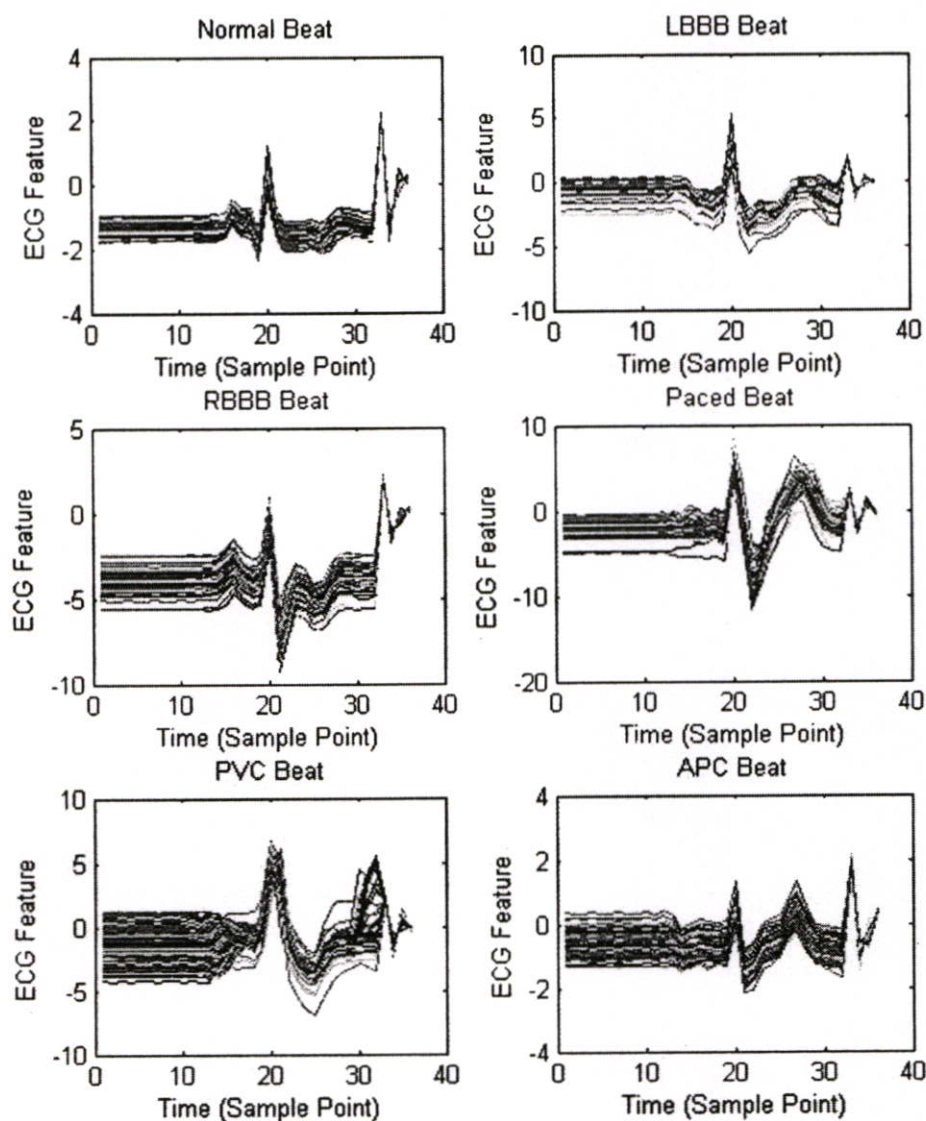 Normal Beat
LBBB Beat
4
2
0
-2
-4
ECG Feature
0 10 20 30 40
Time (Sample Point)
10
5
0
-5
-10
ECG Feature
0 10 20 30 40
Time (Sample Point)
RBBB Beat
Paced Beat
5
0
-5
-10
ECG Feature
0 10 20 30 40
Time (Sample Point)
10
0
-10
-20
ECG Feature
0 10 20 30 40
Time (Sample Point)
PVC Beat
APC Beat
10
5
0
-5
-10
ECG Feature
0 10 20 30 40
Time (Sample Point)
4
2
0
-2
-4
ECG Feature
0 10 20 30 40
Time (Sample Point)